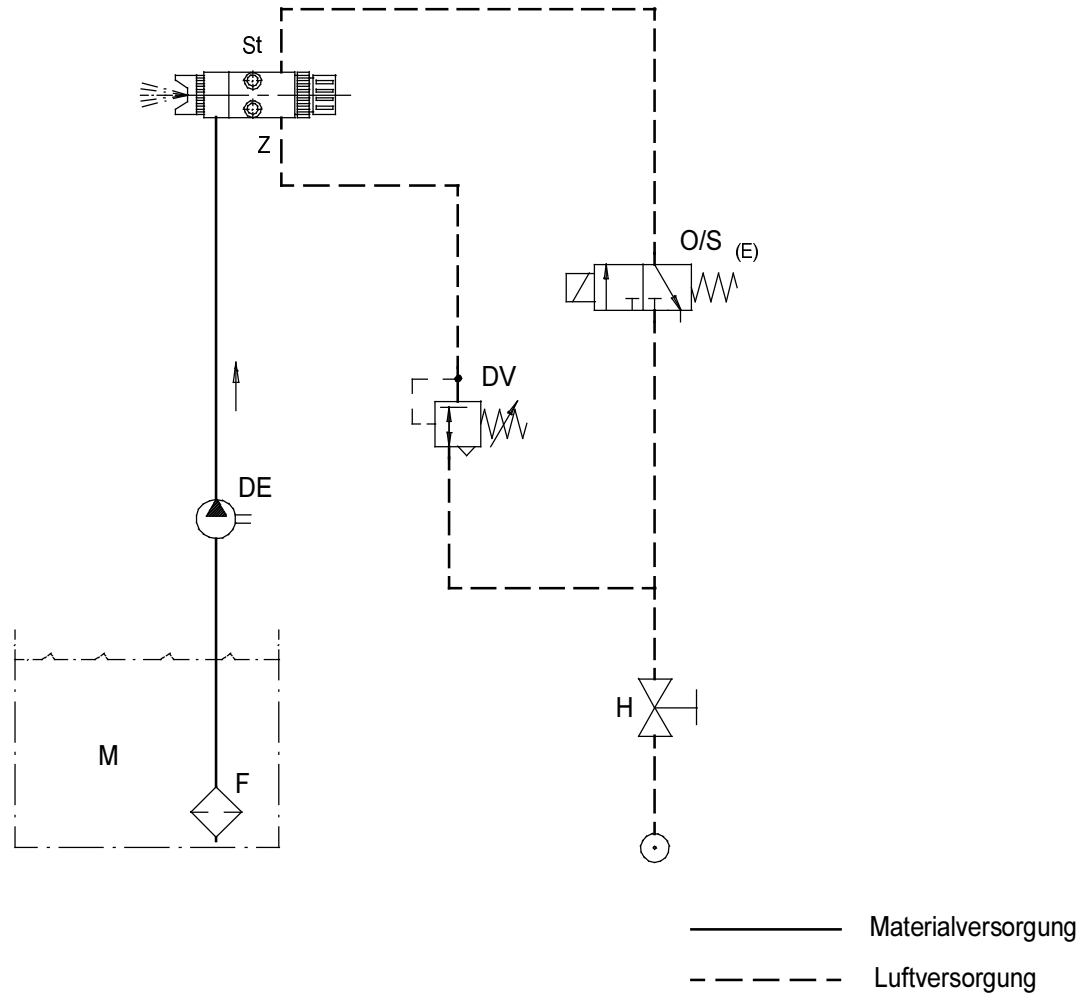 St
Z
O/S (E)
DV
DE
H
M
F
Materialversorgung
Luftversorgung